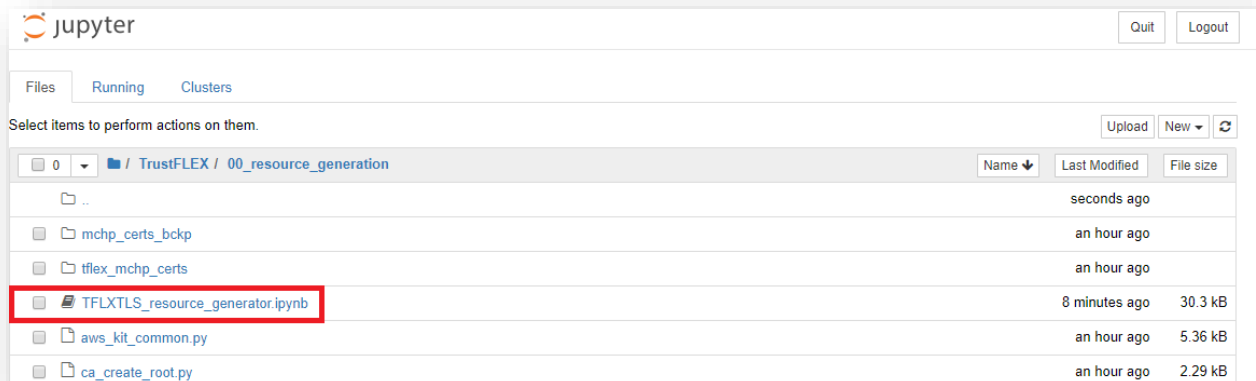 jupyter Quit Logout
Files Running Clusters
Select items to perform actions on them. Upload New
0 / TrustFLEX / 00_resource_generation Name Last Modified File size
.. seconds ago
mchp_certs_bckp an hour ago
tflex_mchp_certs an hour ago
TFLXTLS_resource_generator.ipynb 8 minutes ago 30.3 kB
aws_kit_common.py an hour ago 5.36 kB
ca_create_root.py an hour ago 2.29 kB